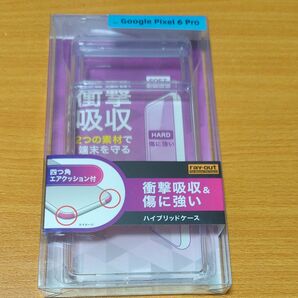 Google Pixel 6 Pro
SOFT
衝撃
吸収
2つの素材で
端末を守る
HARD
傷に強い
四つ角
エアクッション付
ray-out
衝撃吸収&
傷に強い
ハイブリッドケース